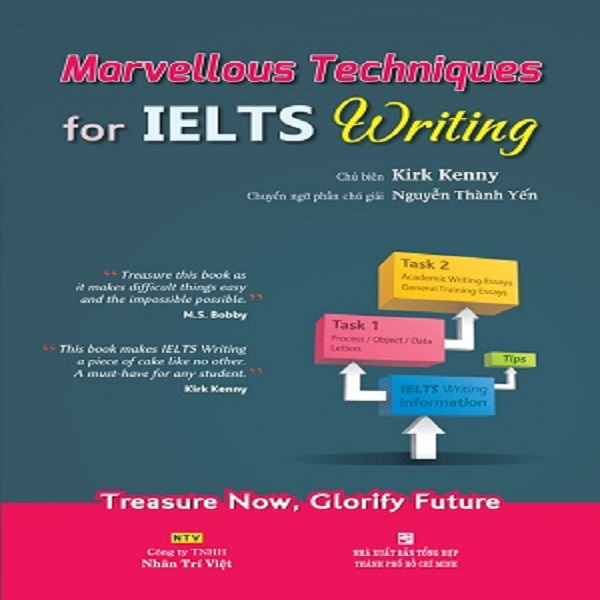 Marvellous Techniques
for IELTS Writing
Chủ biên Kirk Kenny
Chuyển ngữ phần chú giải Nguyễn Thành Yến
“ Treasure this book as
it makes difficult things easy
and the impossible possible. ”
M.S. Bobby
“ This book makes IELTS Writing
a piece of cake like no other.
A must-have for any student. ”
Kirk Kenny
Task 2
Academic Writing Essays
General Training Essays
Task 1
Process / Object / Data
Letters
Tips
IELTS Writing
Information
Treasure Now, Glorify Future
NTV
Công ty TNHH
Nhân Trí Việt
NHÀ XUẤT BẢN TỔNG HỢP
THÀNH PHỐ HỒ CHÍ MINH